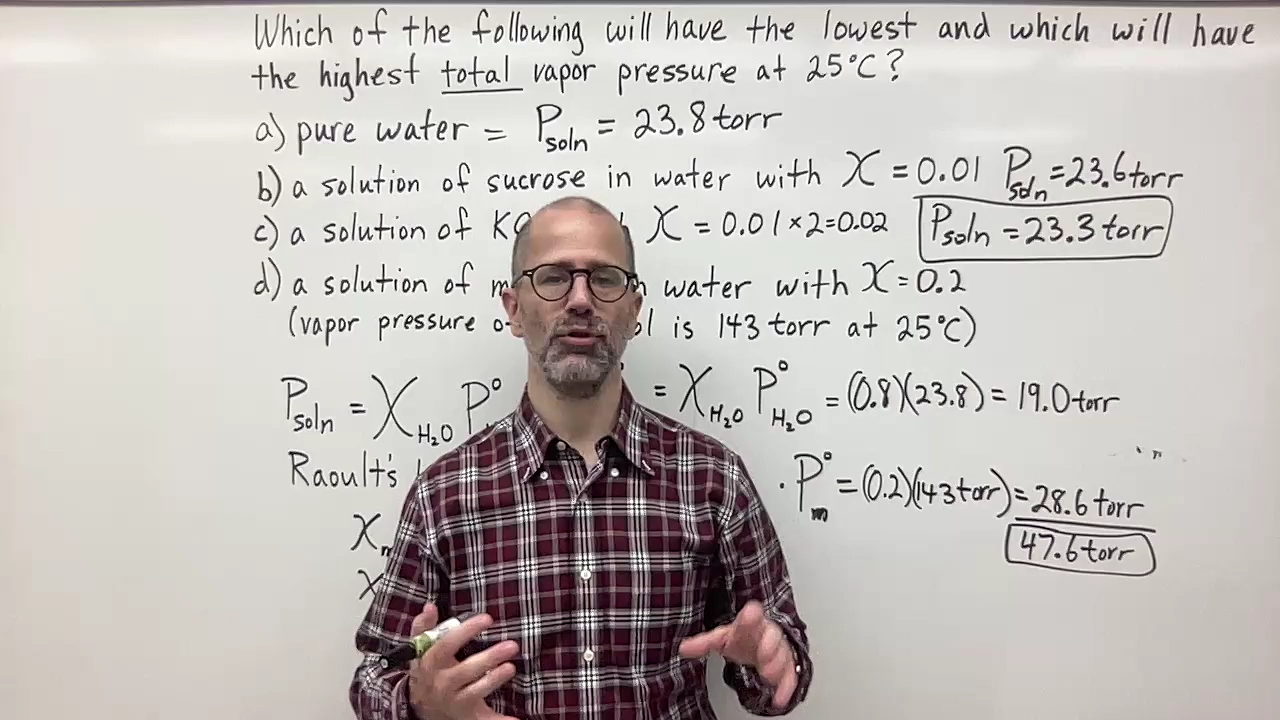 Which of the following will have the lowest and which will have
the highest total vapor pressure at 25°C?
a) pure water = Psoln = 23.8 torr
b) a solution of sucrose in water with X = 0.01 Psoln = 23.6 torr
c) a solution of X = 0.01 × 2 = 0.02 Psoln = 23.3 torr
d) a solution of water with X = 0.2
(vapor pressure is 143 torr at 25°C)
Psoln = XH₂O P° = XH₂O P°H₂O = (0.8)(23.8) = 19.0 torr
Raoult's
· P°m = (0.2)(143 torr) = 28.6 torr
X
47.6 torr
X